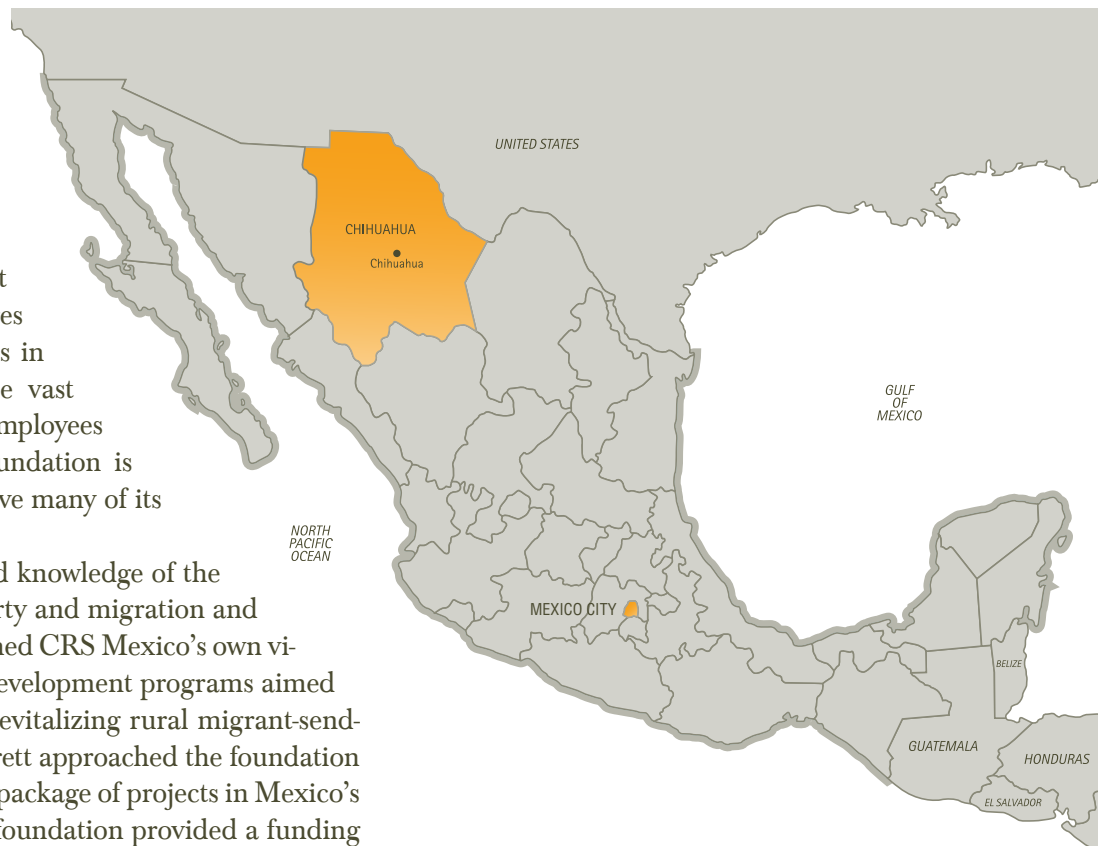 t
es
s in
e vast
mployees
undation is
ve many of its
d knowledge of the
rty and migration and
ned CRS Mexico's own vi-
evelopment programs aimed
evitalizing rural migrant-send-
rett approached the foundation
package of projects in Mexico's
foundation provided a funding
UNITED STATES
CHIHUAHUA
Chihuahua
GULF
OF
MEXICO
NORTH
PACIFIC
OCEAN
MEXICO CITY
BELIZE
GUATEMALA
HONDURAS
EL SALVADOR